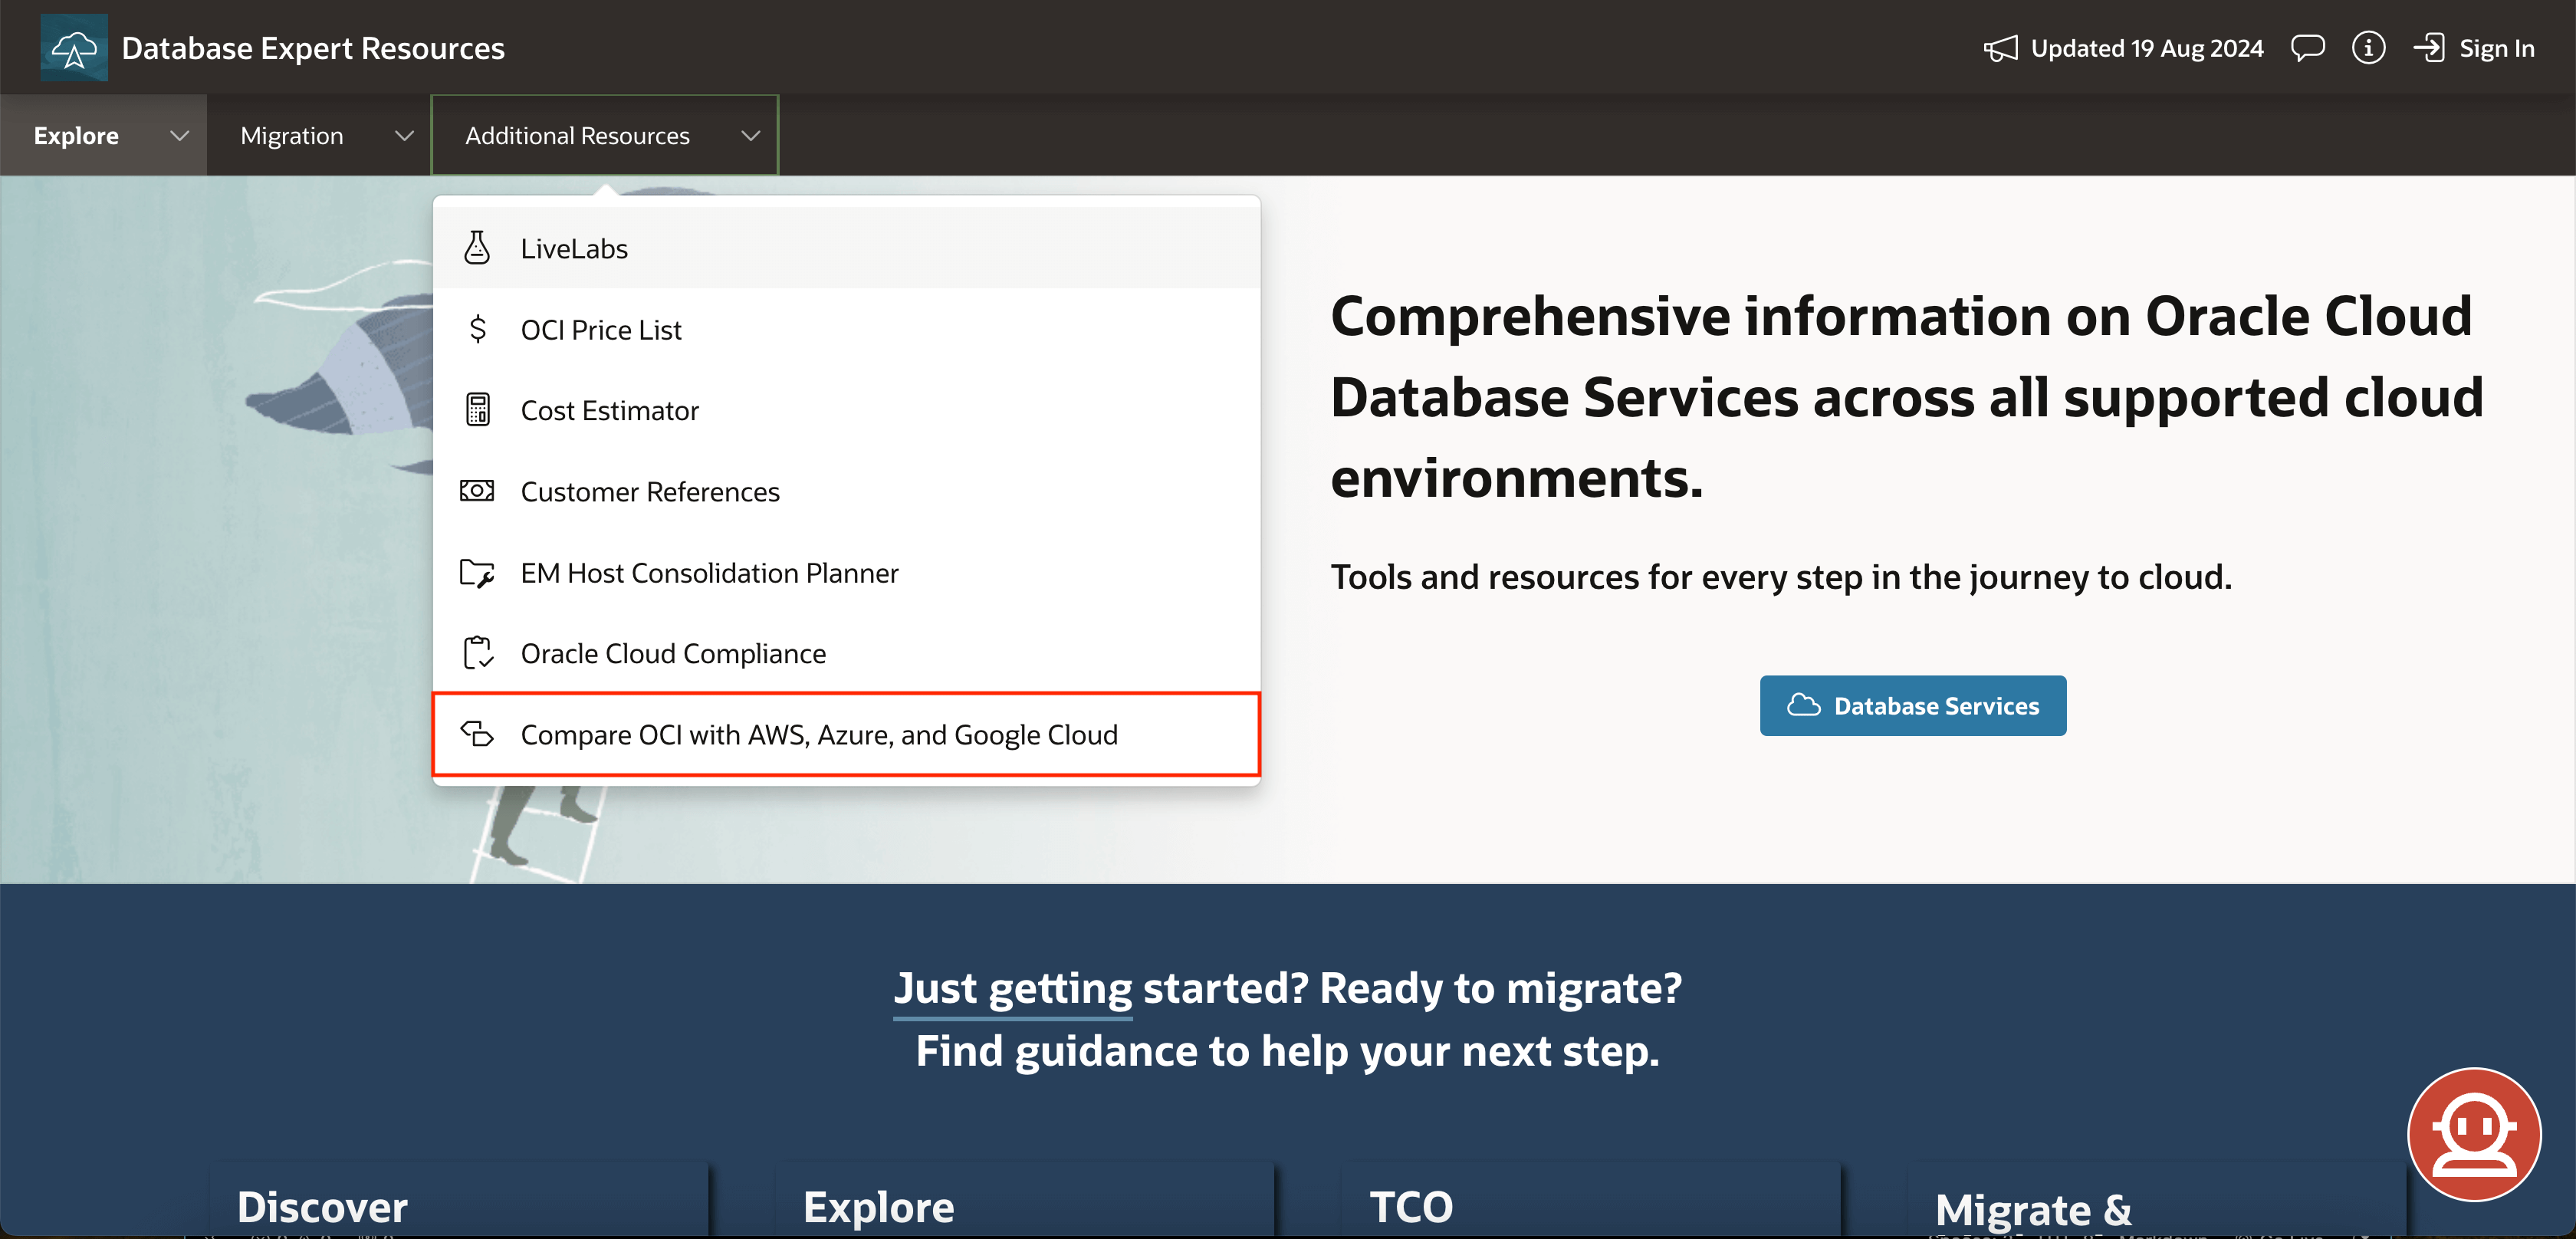 Database Expert Resources
Updated 19 Aug 2024
Sign In
Explore
Migration
Additional Resources
LiveLabs
OCI Price List
Cost Estimator
Customer References
EM Host Consolidation Planner
Oracle Cloud Compliance
Compare OCI with AWS, Azure, and Google Cloud
Comprehensive information on Oracle Cloud
Database Services across all supported cloud
environments.
Tools and resources for every step in the journey to cloud.
Database Services
Just getting started? Ready to migrate?
Find guidance to help your next step.
Discover
Explore
TCO
Migrate &